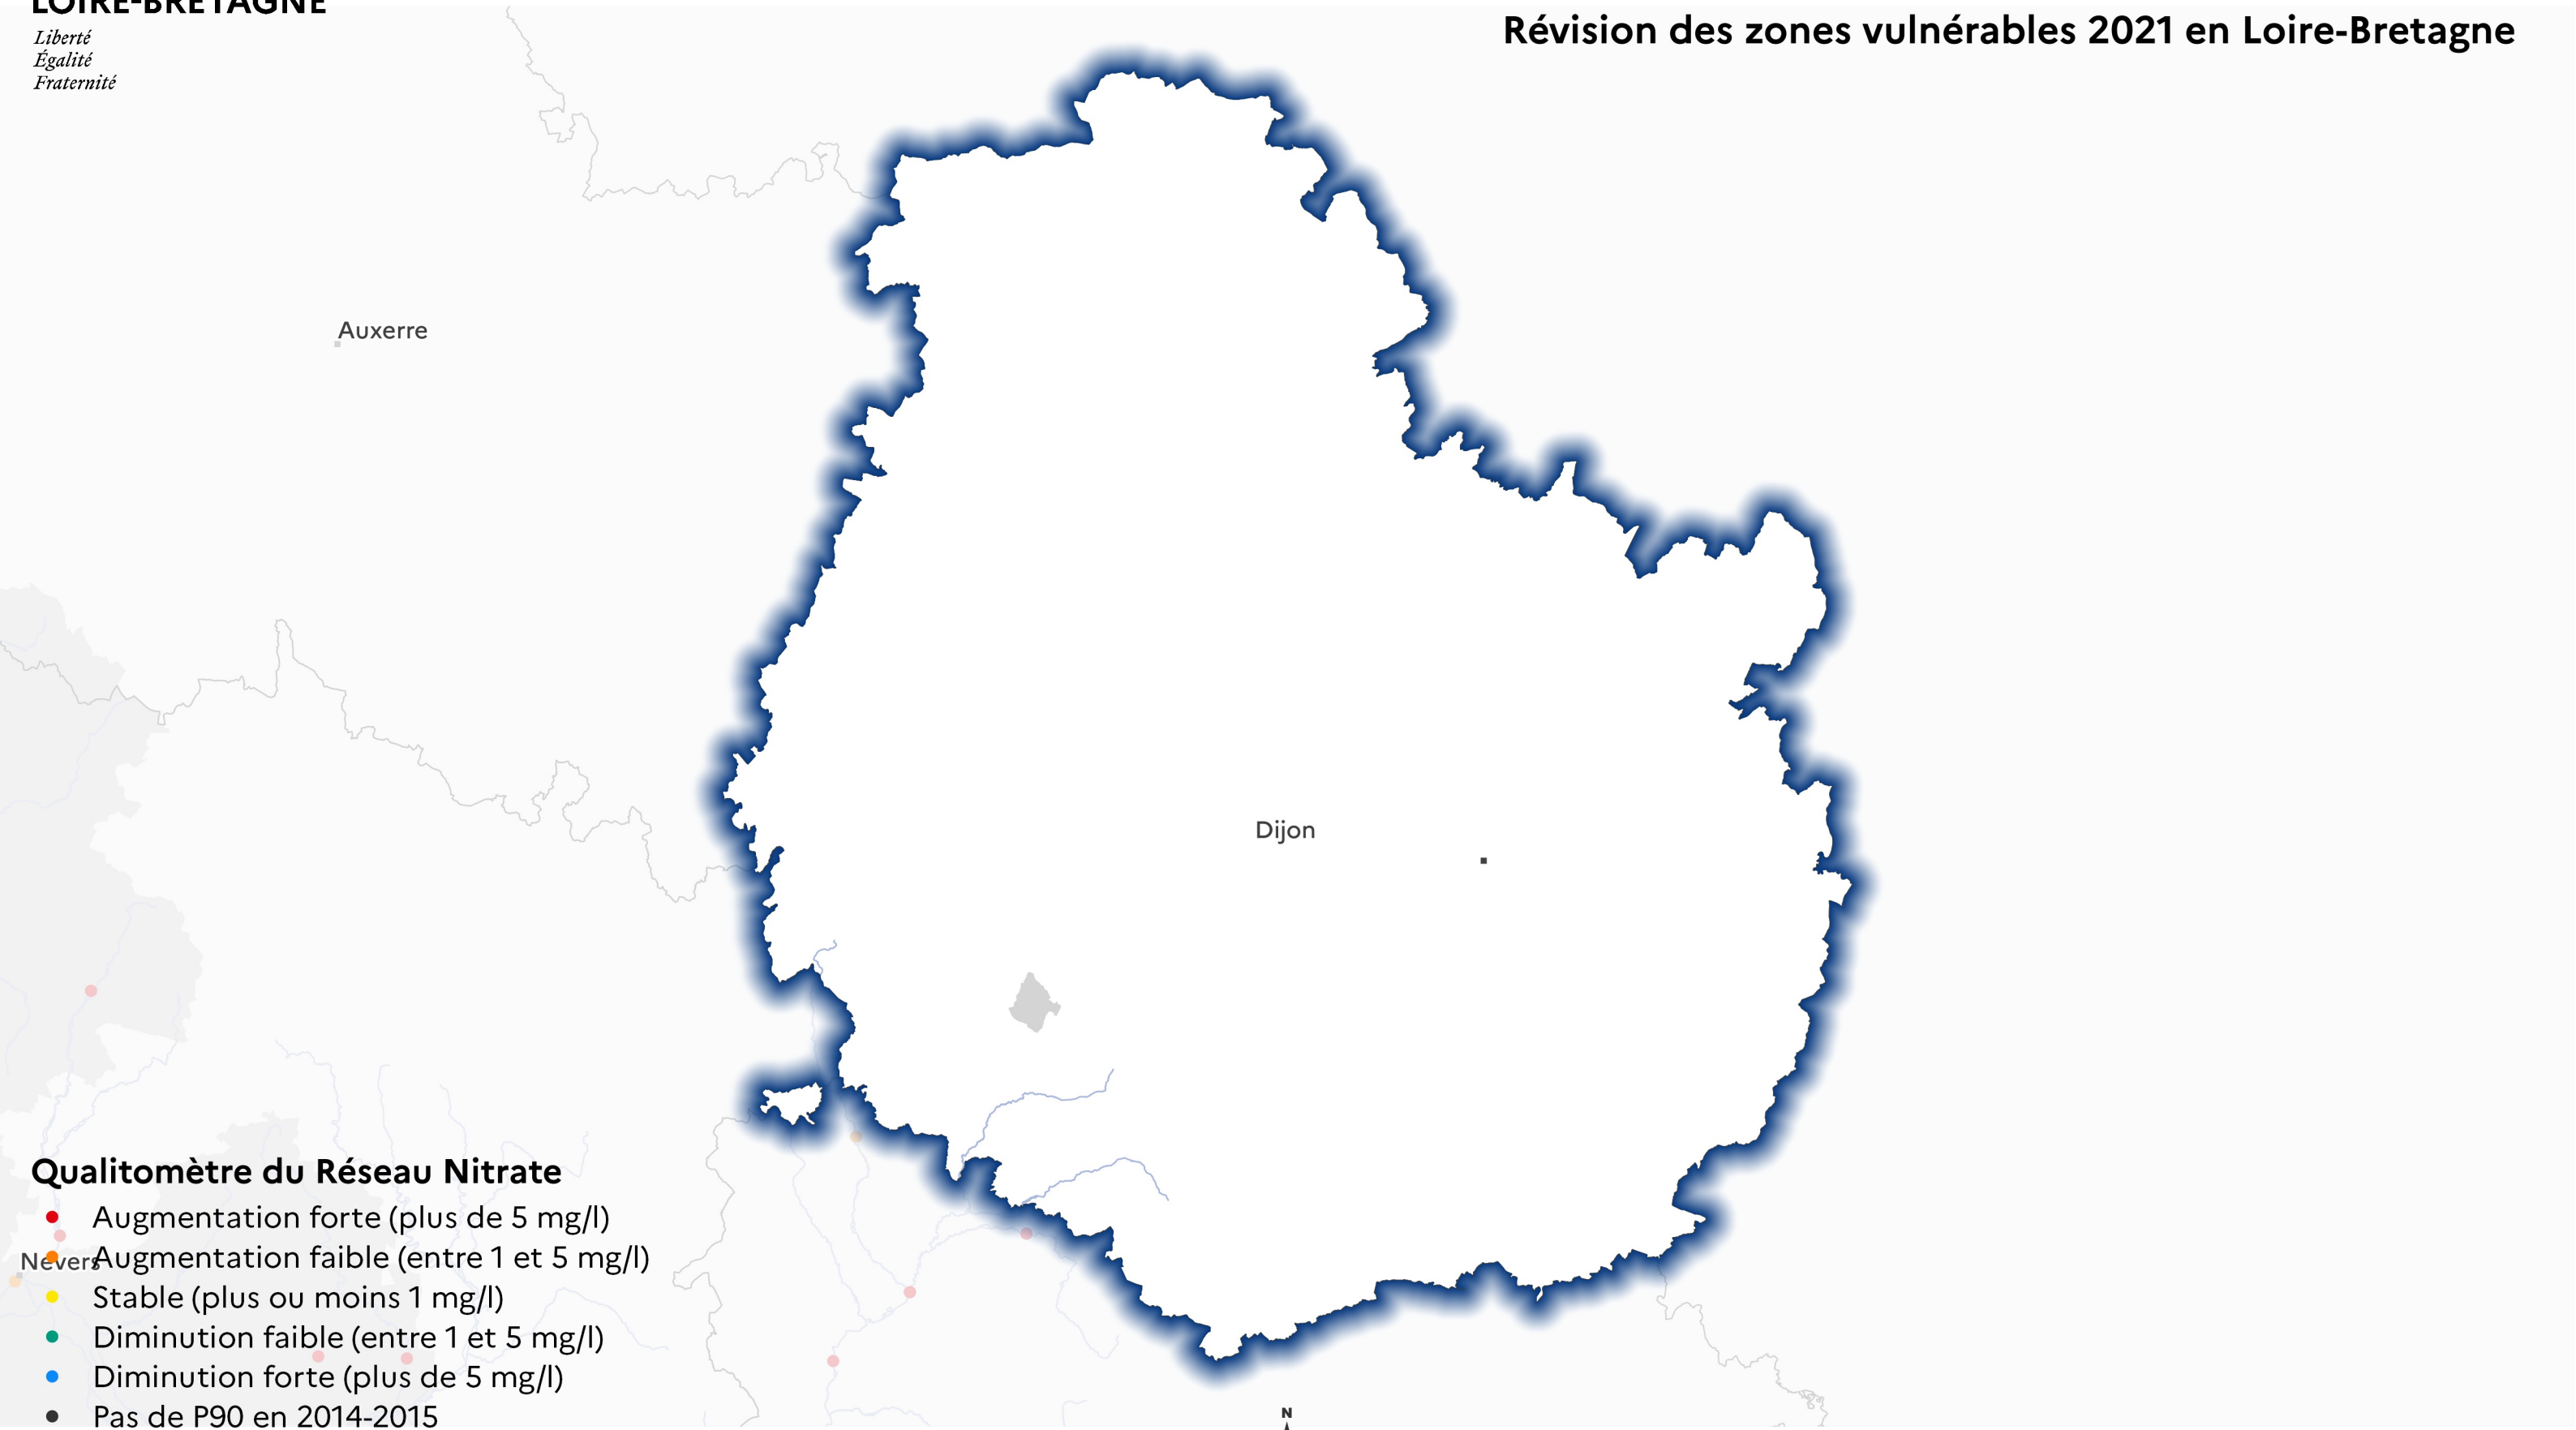 LOIRE-BRETAGNE
Liberté
Égalité
Fraternité
Révision des zones vulnérables 2021 en Loire-Bretagne
Auxerre
Dijon
Qualitomètre du Réseau Nitrate
Augmentation forte (plus de 5 mg/l)
Nevers
Augmentation faible (entre 1 et 5 mg/l)
Stable (plus ou moins 1 mg/l)
Diminution faible (entre 1 et 5 mg/l)
Diminution forte (plus de 5 mg/l)
Pas de P90 en 2014-2015
N